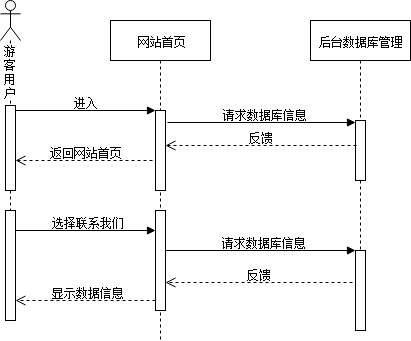 游客用户
网站首页
后台数据库管理
进入
请求数据库信息
反馈
返回网站首页
选择联系我们
请求数据库信息
反馈
显示数据信息